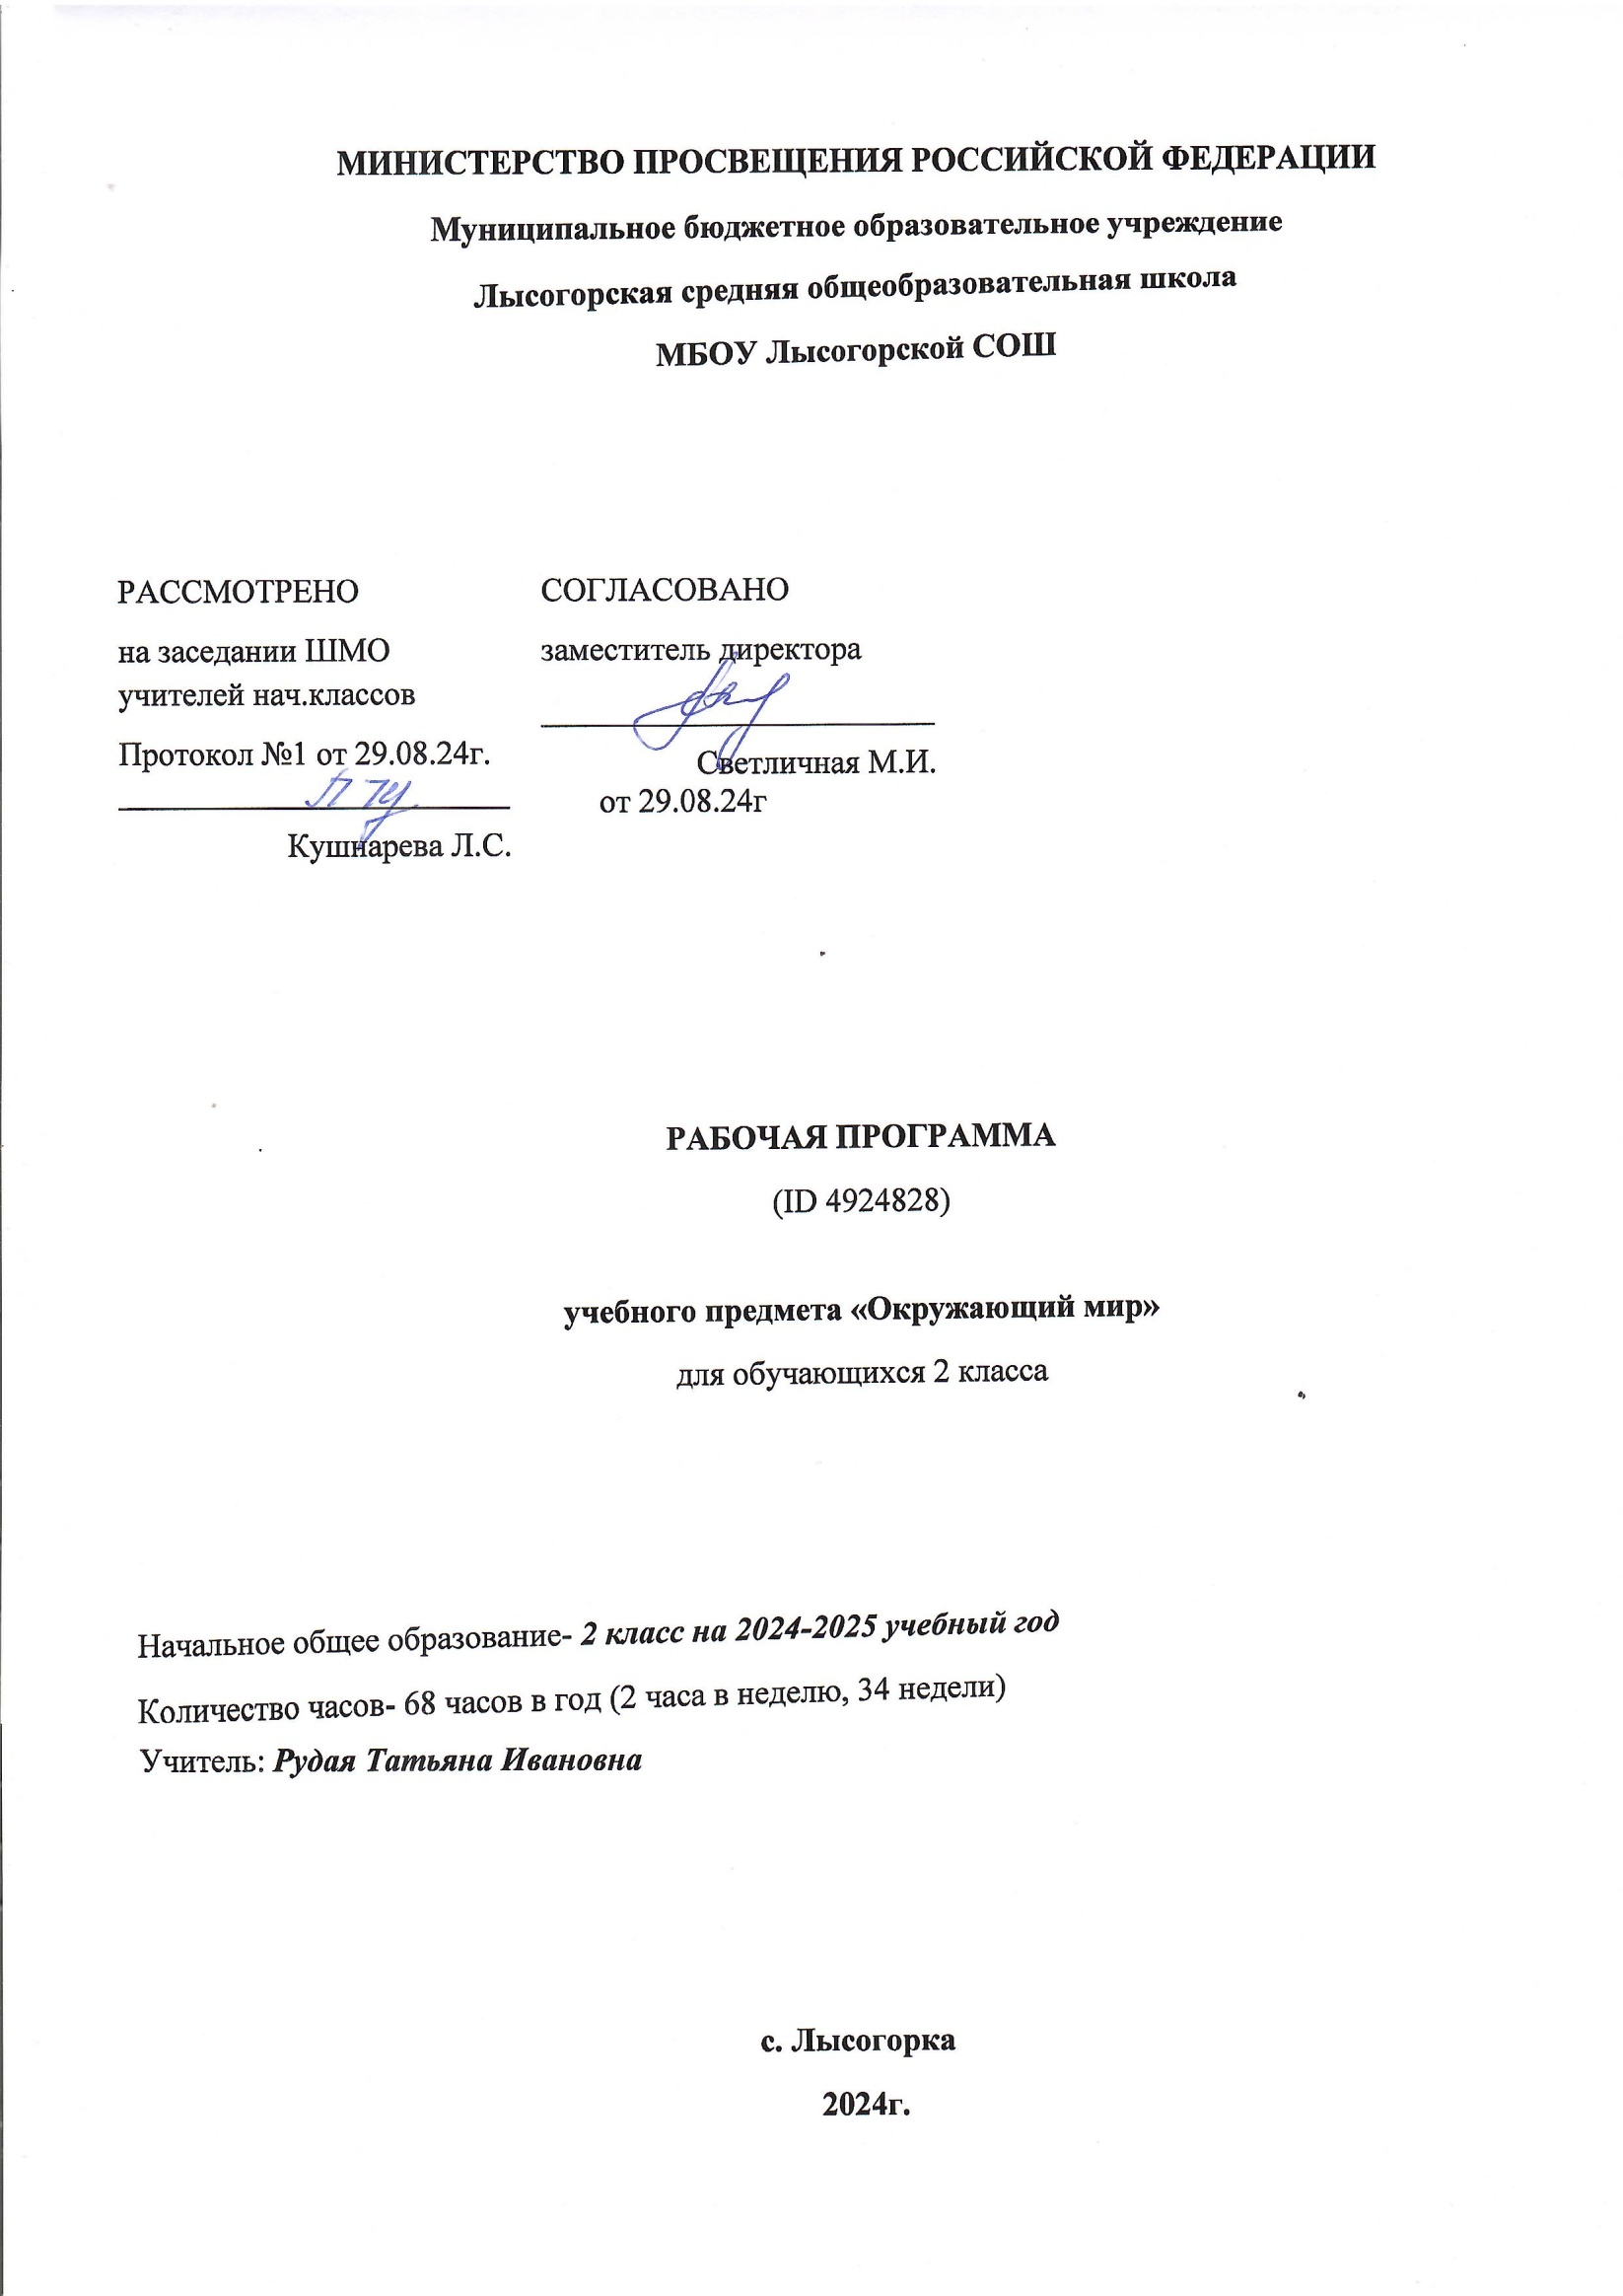 МИНИСТЕРСТВО ПРОСВЕЩЕНИЯ РОССИЙСКОЙ ФЕДЕРАЦИИ
Муниципальное бюджетное образовательное учреждение
Лысогорская средняя общеобразовательная школа
МБОУ Лысогорской СОШ
РАССМОТРЕНО
на заседании ШМО
учителей нач.классов
Протокол №1 от 29.08.24г.
Кушнарева Л.С.
СОГЛАСОВАНО
заместитель директора
Светличная М.И.
от 29.08.24г
РАБОЧАЯ ПРОГРАММА
(ID 4924828)
учебного предмета «Окружающий мир»
для обучающихся 2 класса
Начальное общее образование- 2 класс на 2024-2025 учебный год
Количество часов- 68 часов в год (2 часа в неделю, 34 недели)
Учитель: Рудая Татьяна Ивановна
с. Лысогорка
2024г.